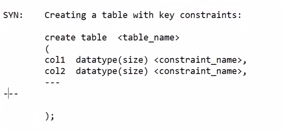 SYN: Creating a table with key constraints:
create table <table_name>
(
col1 datatype(size) <constraint_name>,
col2 datatype(size) <constraint_name>,
---
---
);